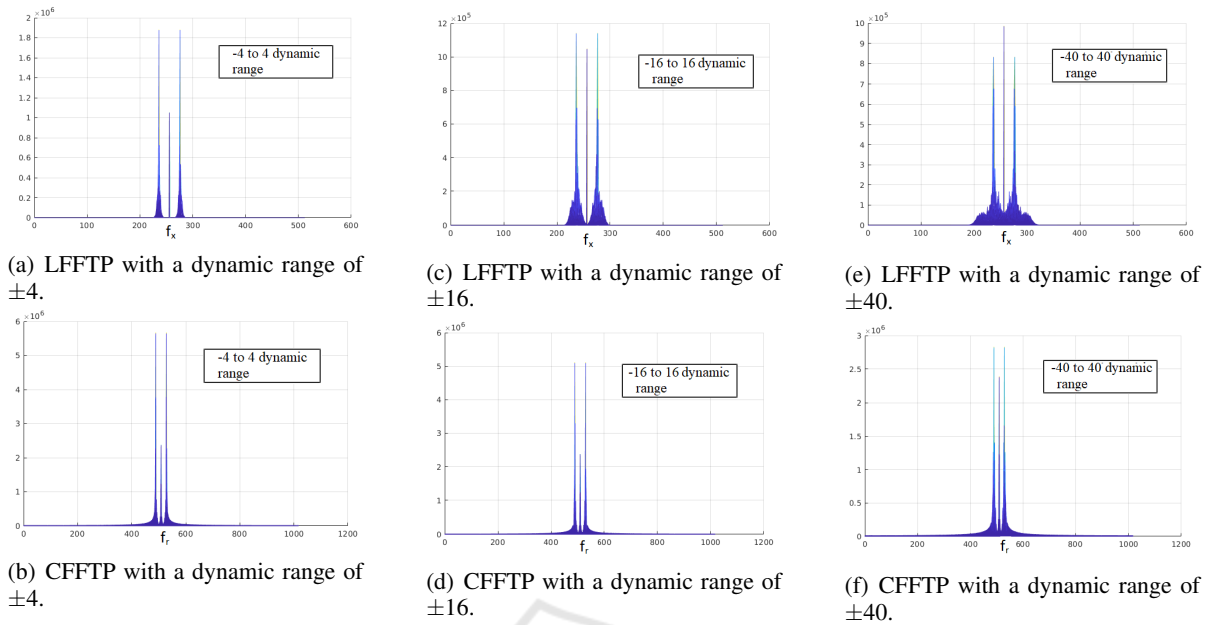 ×10⁶
2
1.8
1.6
1.4
1.2
1
0.8
0.6
0.4
0.2
0
0 100 200 300 400 500 600
fₓ
-4 to 4 dynamic
range
(a) LFFTP with a dynamic range of
±4.
×10⁶
6
5
4
3
2
1
0
0 200 400 600 800 1000 1200
fᵣ
-4 to 4 dynamic
range
(b) CFFTP with a dynamic range of
±4.
×10⁵
12
10
8
6
4
2
0
0 100 200 300 400 500 600
fₓ
-16 to 16 dynamic
range
(c) LFFTP with a dynamic range of
±16.
×10⁶
6
5
4
3
2
1
0
0 200 400 600 800 1000 1200
fᵣ
-16 to 16 dynamic
range
(d) CFFTP with a dynamic range of
±16.
×10⁵
10
9
8
7
6
5
4
3
2
1
0
0 100 200 300 400 500 600
fₓ
-40 to 40 dynamic
range
(e) LFFTP with a dynamic range of
±40.
×10⁶
3
2.5
2
1.5
1
0.5
0
0 200 400 600 800 1000 1200
fᵣ
-40 to 40 dynamic
range
(f) CFFTP with a dynamic range of
±40.